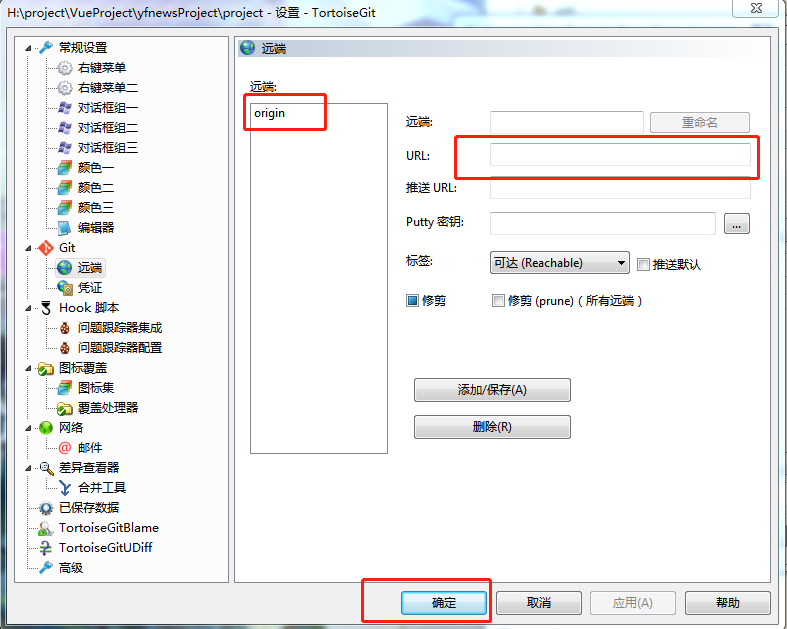 H:\project\VueProject\yfnewsProject\project - 设置 - TortoiseGit
常规设置
右键菜单
右键菜单二
对话框组一
对话框组二
对话框组三
颜色一
颜色二
颜色三
编辑器
Git
远端
凭证
Hook 脚本
问题跟踪器集成
问题跟踪器配置
图标覆盖
图标集
覆盖处理器
网络
邮件
差异查看器
合并工具
已保存数据
TortoiseGitBlame
TortoiseGitUDiff
高级
远端
远端:
origin
远端: 重命名
URL:
推送 URL:
Putty 密钥: ...
标签: 可达 (Reachable) 推送默认
修剪 修剪 (prune)（所有远端）
添加/保存(A)
删除(R)
确定 取消 应用(A) 帮助